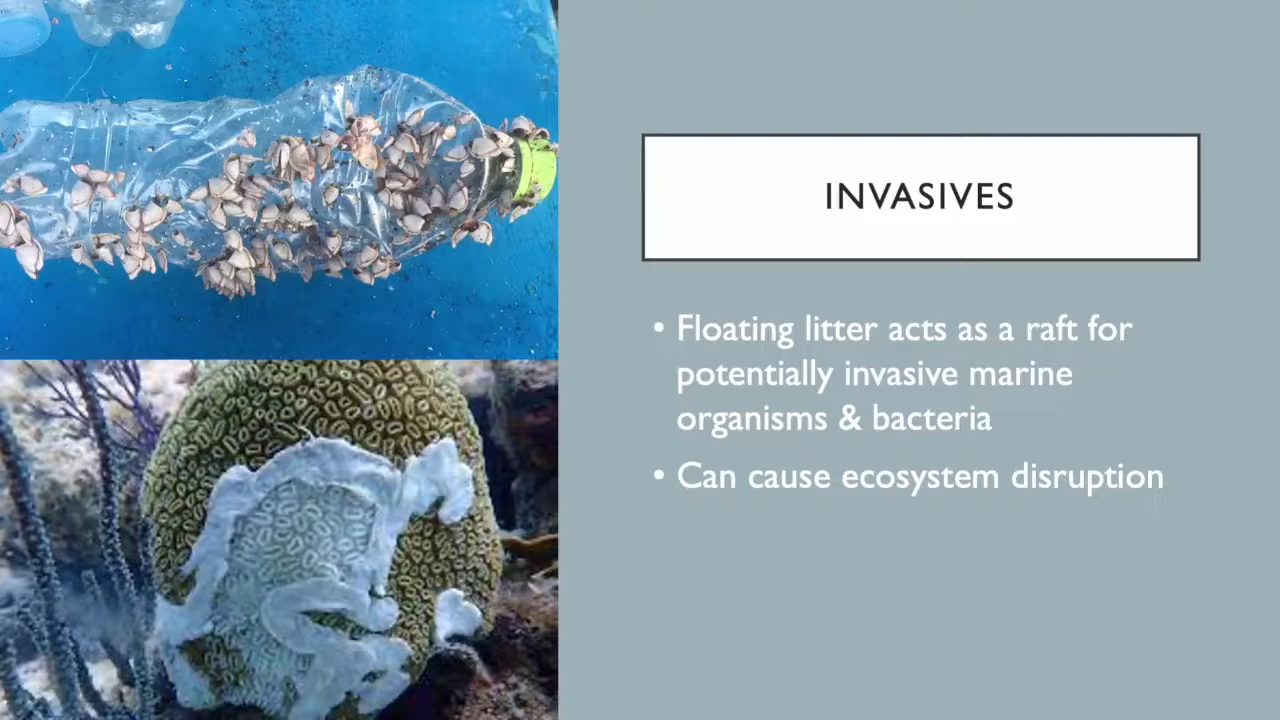 INVASIVES
• Floating litter acts as a raft for
potentially invasive marine
organisms & bacteria
• Can cause ecosystem disruption